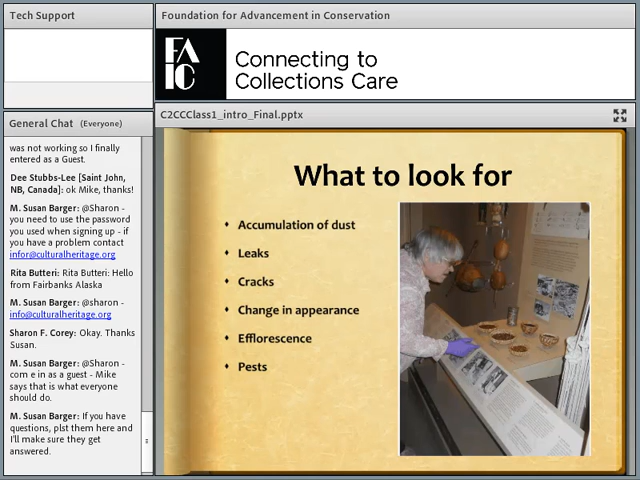 Tech Support
Foundation for Advancement in Conservation
FA
IC
Connecting to
Collections Care
General Chat (Everyone)
was not working so I finally
entered as a Guest.
Dee Stubbs-Lee [Saint John,
NB, Canada]: ok Mike, thanks!
M. Susan Barger: @Sharon -
you need to use the password
you used when signing up - if
you have a problem contact
infor@culturalheritage.org
Rita Butteri: Rita Butteri: Hello
from Fairbanks Alaska
M. Susan Barger: @sharon -
info@culturalheritage.org
Sharon F. Corey: Okay. Thanks
Susan.
M. Susan Barger: @Sharon -
com e in as a guest - Mike
says that is what everyone
should do.
M. Susan Barger: If you have
questions, plst them here and
I'll make sure they get
answered.
C2CCClass1_intro_Final.pptx
What to look for
♦ Accumulation of dust
♦ Leaks
♦ Cracks
♦ Change in appearance
♦ Efflorescence
♦ Pests